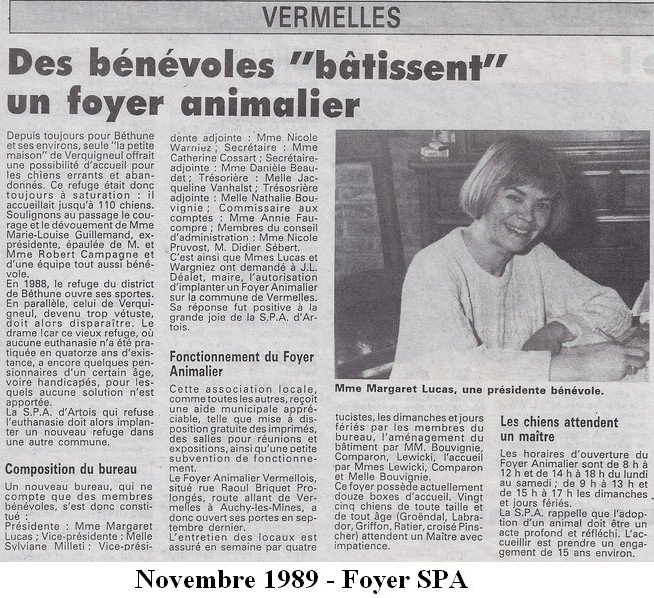 VERMELLES
Des bénévoles "bâtissent"
un foyer animalier
Depuis toujours pour Béthune
et ses environs, seule "la petite
maison" de Verquigneul offrait
une possibilité d'accueil pour
les chiens errants et aban-
donnés. Ce refuge était donc
toujours à saturation : il
accueillait jusqu'à 110 chiens.
Soulignons au passage le cou-
rage et le dévouement de Mme
Marie-Louise Guillemand, ex-
présidente, épaulée de M. et
Mme Robert Campagne et
d'une équipe tout aussi béné-
vole.
En 1988, le refuge du district
de Béthune ouvre ses sportes.
En parallèle, celui de Verqui-
gneul, devenu trop vétuste,
doit alors disparaître. Le
drame !car ce vieux refuge, où
aucune euthanasie n'a été pra-
tiquée en quatorze ans d'exis-
tance, a encore quelques pen-
sionnaires d'un certain âge,
voire handicapés, pour les-
quels aucune solution n'est
apportée.
La S.P.A. d'Artois qui refuse
l'euthanasie doit alors implan-
ter un nouveau refuge dans
une autre commune.
Composition du bureau
Un nouveau bureau, qui ne
compte que des membres
bénévoles, s'est donc consti-
tué :
Présidente : Mme Margaret
Lucas ; Vice-présidente : Melle
Sylviane Milleti : Vice-prési-
dente adjointe : Mme Nicole
Warniez ; Secrétaire : Mme
Catherine Cossart ; Secrétaire-
adjointe : Mme Danièle Beau-
det ; Trésorière : Melle Jac-
queline Vanhalst ; Trésosrière
adjointe : Melle Nathalie Bou-
vignie ; Commissaire aux
comptes : Mme Annie Fau-
compre ; Membres du conseil
d'administration : Mme Nicole
Pruvost, M. Didier Sébert.
C'est ainsi que Mmes Lucas et
Wargniez ont demandé à J.L.
Déalet, maire, l'autorisation
d'implanter un Foyer Animalier
sur la commune de Vermelles.
Sa réponse fut positive à la
grande joie de la S.P.A. d'Ar-
tois.
Fonctionnement du Foyer
Animalier
Cette association locale,
comme toutes les autres, reçoit
une aide municipale appré-
ciable, telle que mise à dis-
position gratuite des imprimés,
des salles pour réunions et
expositions, ainsi qu'une petite
subvention de fonctionne-
ment.
Le Foyer Animalier Vermellois,
situé rue Raoul Briquet Pro-
longés, route allant de Ver-
melles à Auchy-les-Mines, a
donc ouvert ses portes en sep-
tembre dernier.
L'entretien des locaux est
assuré en semaine par quatre
Mme Margaret Lucas, une présidente bénévole.
tucistes, les dimanches et jours
fériés par les membres du
bureau, l'aménagement du
bâtiment par MM. Bouvignie,
Comparon, Lewicki, l'accueil
par Mmes Lewicki, Comparon
et Melle Bouvignie.
Ce foyer possède actuellement
douze boxes d'accueil. Vingt
cinq chiens de toute taille et
de tout âge (Groëndal, Labra-
dor, Griffon, Ratier, croisé Pins-
cher) attendent un Maître avec
impatience.
Les chiens attendent
un maître
Les horaires d'ouverture du
Foyer Animalier sont de 8 h à
12 h et de 14 à 18 h du lundi
au samedi ; de 9 h à 13 h et
de 15 h à 17 h les dimanches
et jours fériés.
La S.P.A. rappelle que l'adop-
tion d'un animal doit être un
acte profond et réfléchi. L'ac-
cueillir est prendre un enga-
gement de 15 ans environ.
Novembre 1989 - Foyer SPA